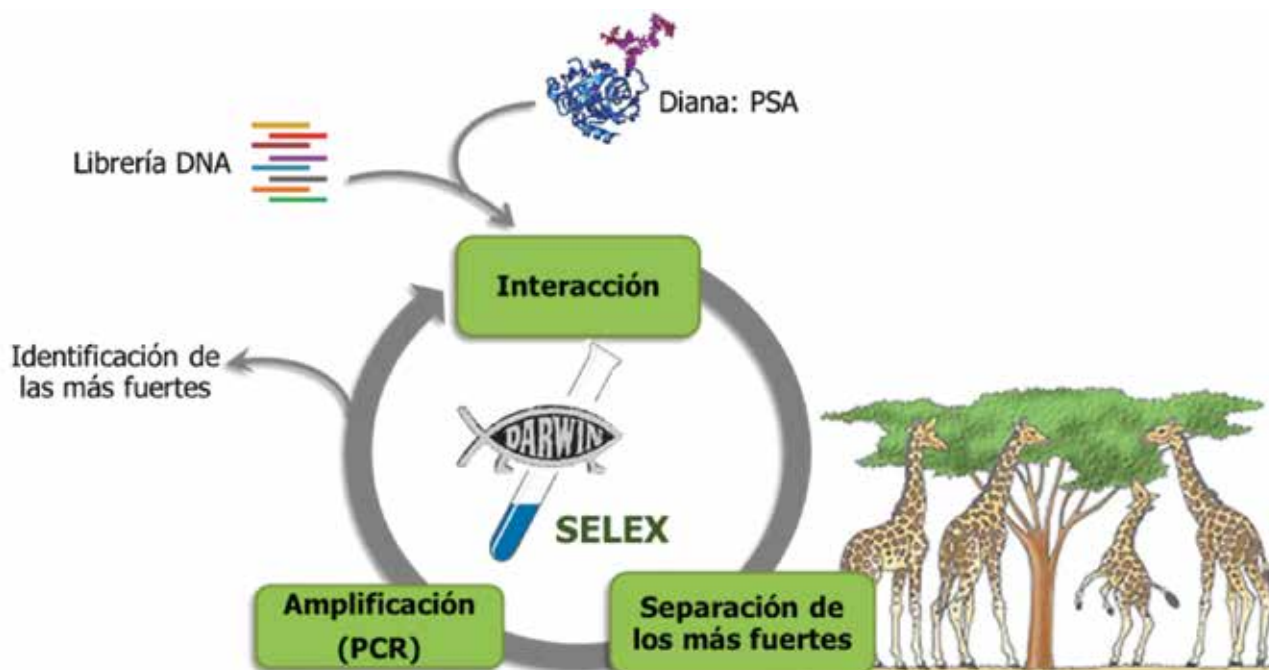 Diana: PSA
Librería DNA
Interacción
Identificación de
las más fuertes
DARWIN
SELEX
Amplificación
(PCR)
Separación de
los más fuertes